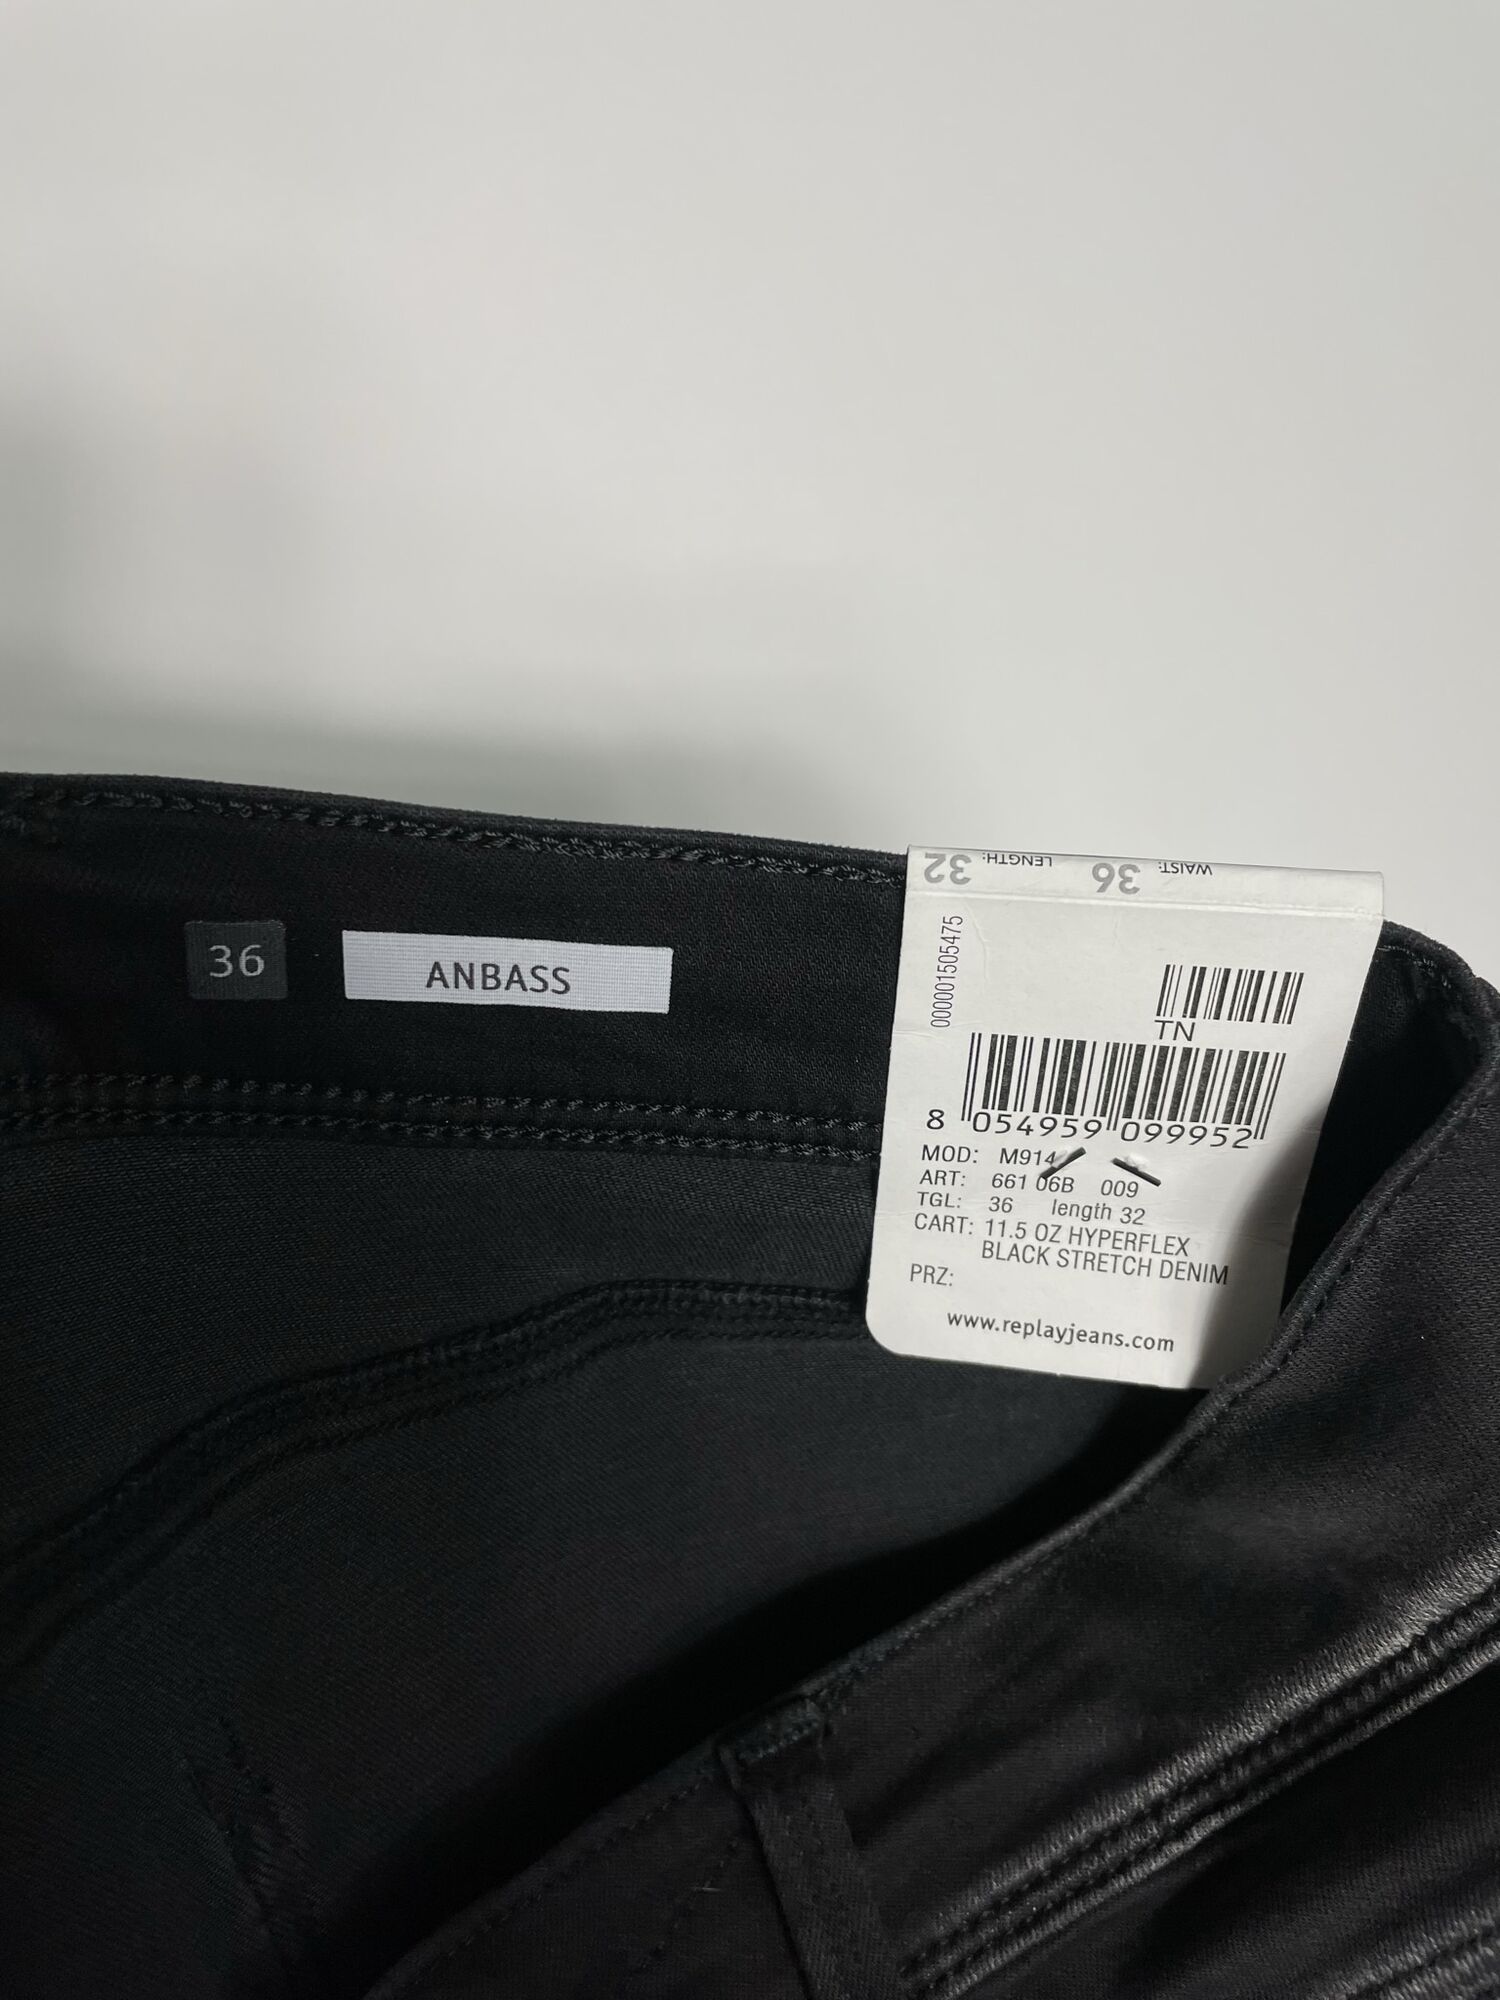 36
ANBASS
WAIST: 36 LENGTH: 32
000001505475
TN
8 054959 099952
MOD: M914
ART: 661 06B 009
TGL: 36 length 32
CART: 11.5 OZ HYPERFLEX
BLACK STRETCH DENIM
PRZ:
www.replayjeans.com